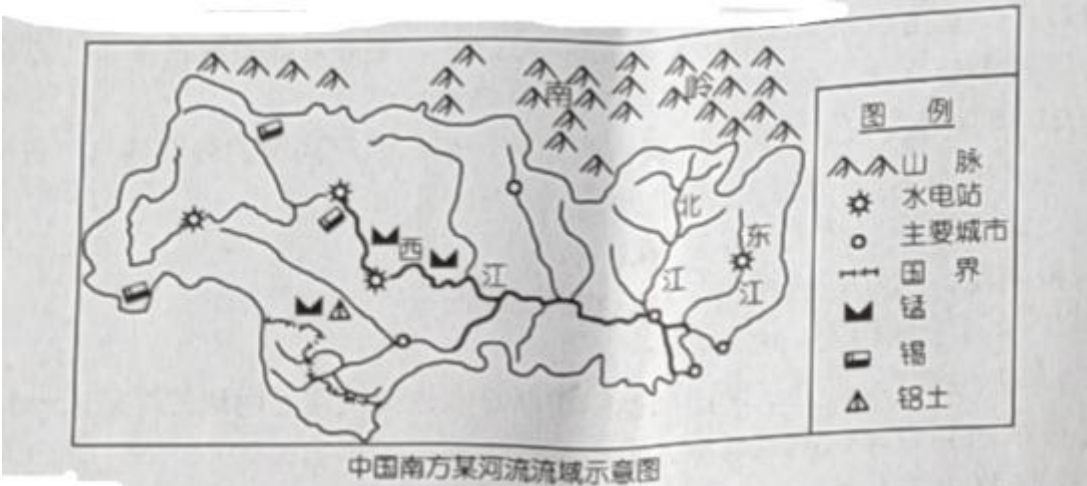 南 岭
北
东
西
江
江
江
图 例
山 脉
水电站
主要城市
国 界
锰
锡
铝土
中国南方某河流流域示意图